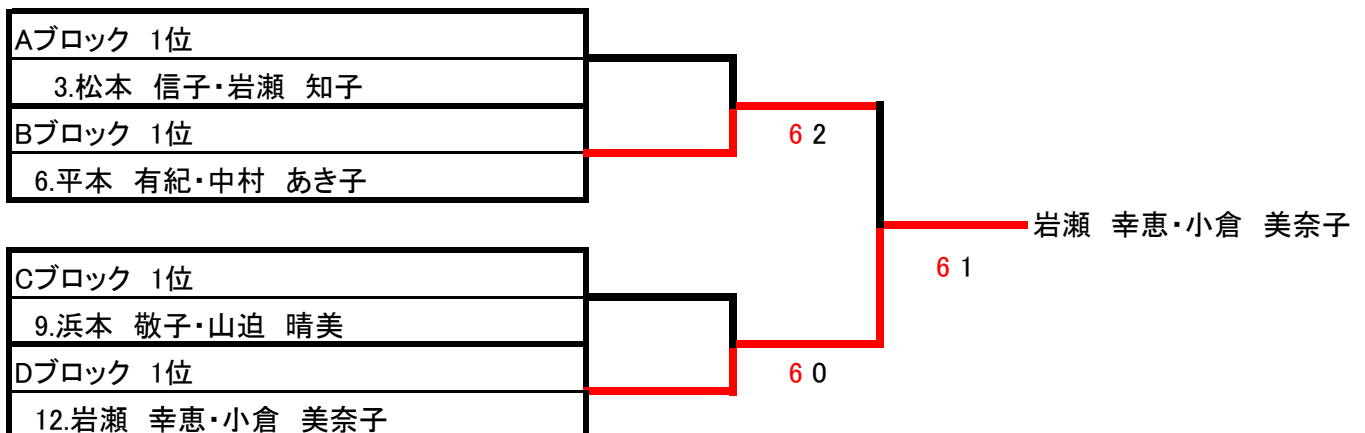 Aブロック 1位
3.松本 信子・岩瀬 知子
Bブロック 1位
6.平本 有紀・中村 あき子
6 2
岩瀬 幸恵・小倉 美奈子
6 1
Cブロック 1位
9.浜本 敬子・山迫 晴美
Dブロック 1位
6 0
12.岩瀬 幸恵・小倉 美奈子